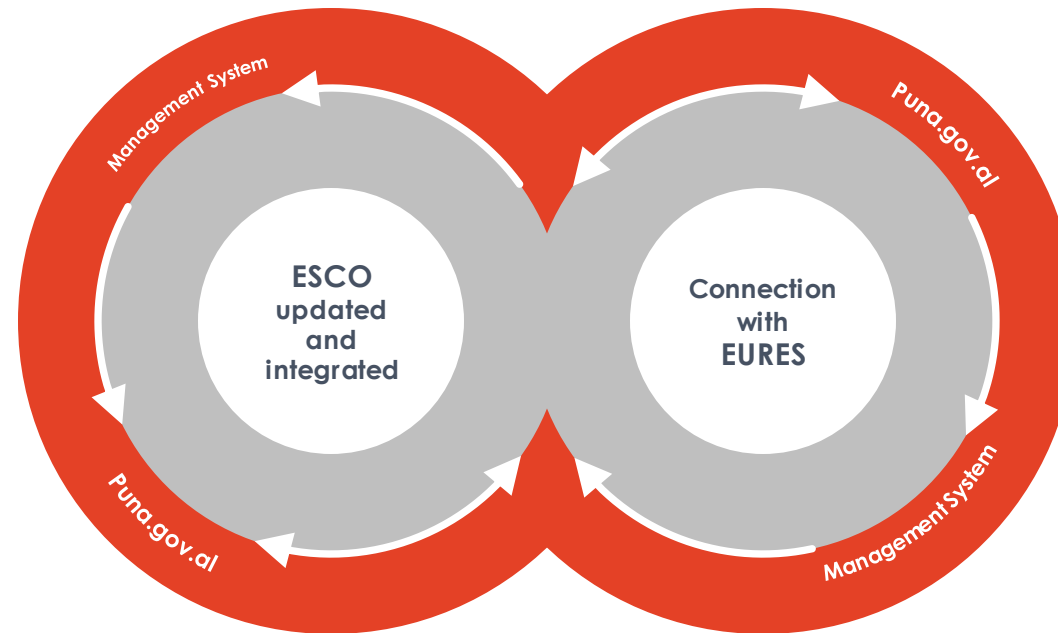 Management System
Puna.gov.al
ESCO
updated
and
integrated
Connection
with
EURES
Puna.gov.al
Management System